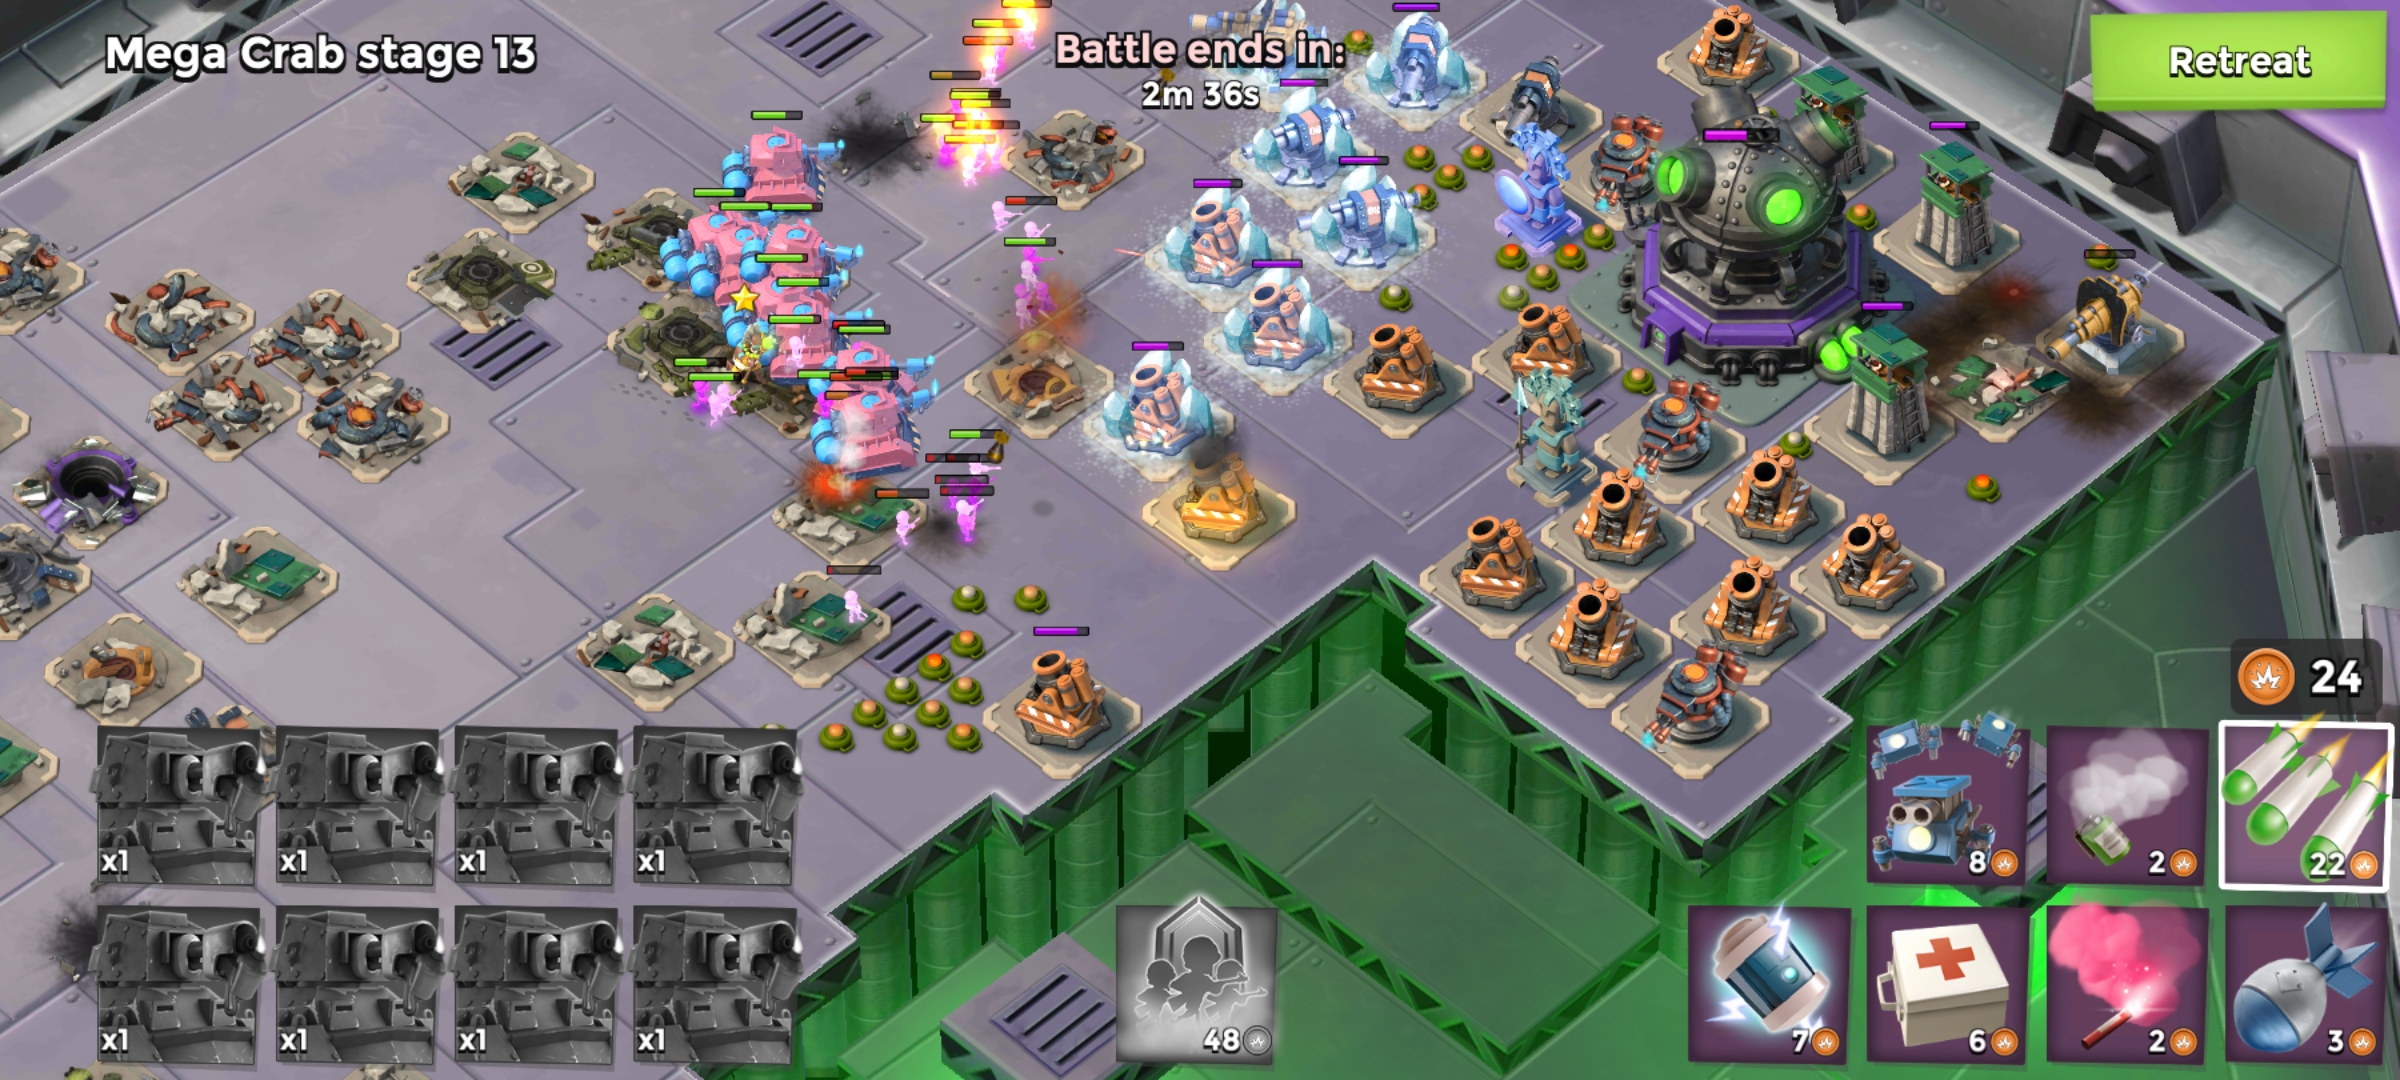 Mega Crab stage 13
Battle ends in:
2m 36s
Retreat
24
8
2
22
x1
x1
x1
x1
x1
x1
x1
x1
48
7
6
2
3